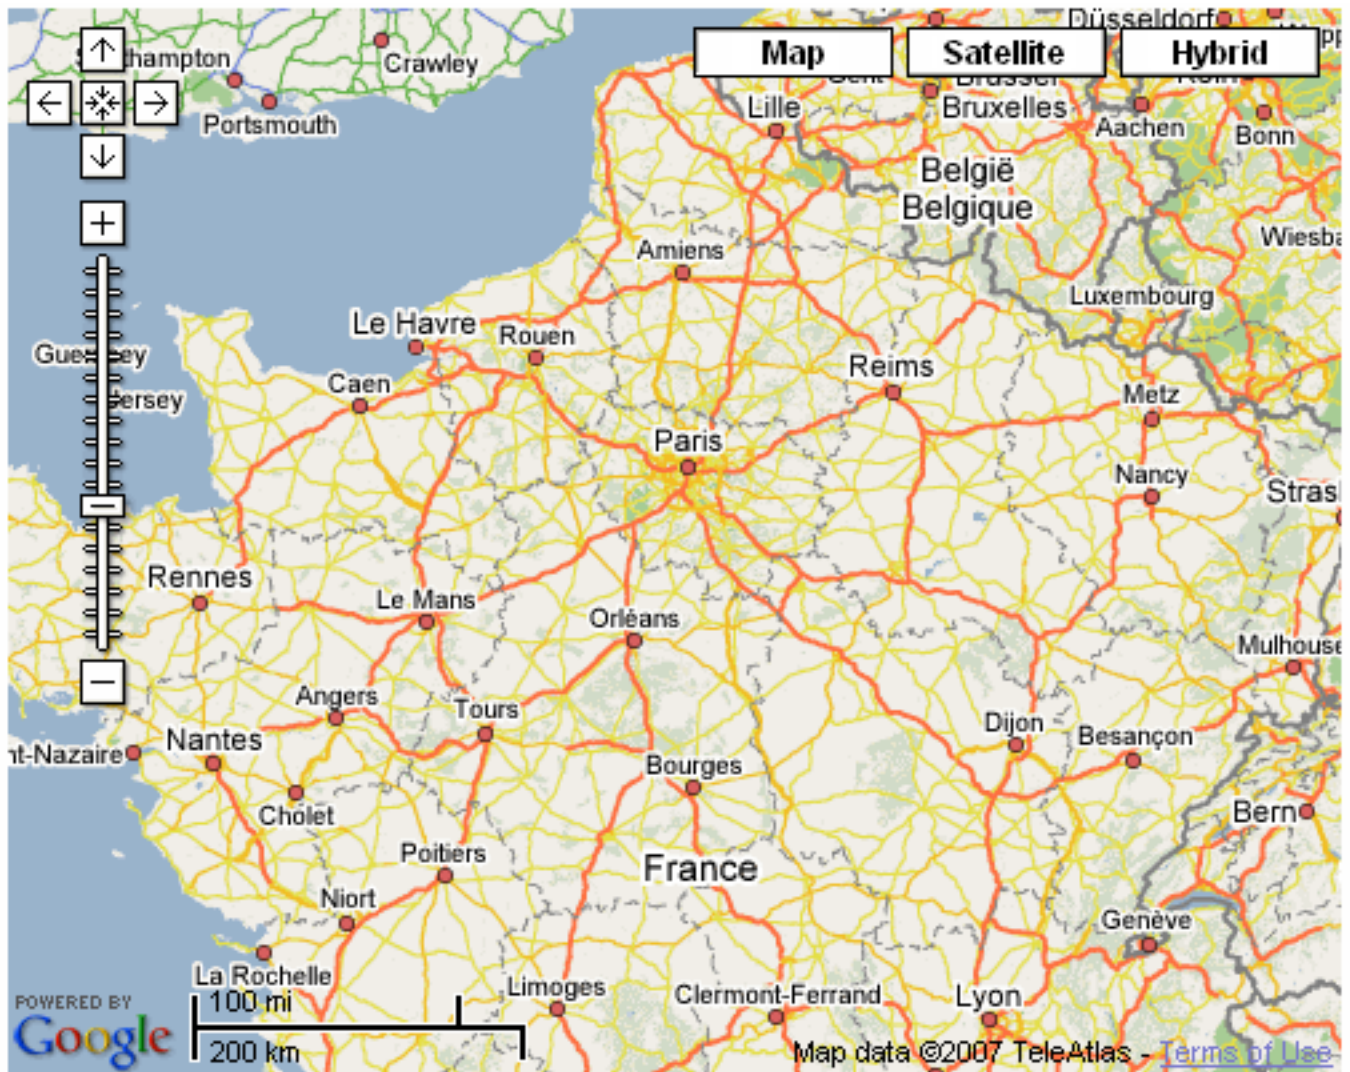 Düsseldorf
Map
Satellite
Hybrid
Crawley
Portsmouth
Lille
Bruxelles
Aachen
Bonn
België
Belgique
Amiens
Luxembourg
Le Havre
Rouen
Reims
Caen
Metz
Paris
Nancy
Rennes
Le Mans
Orléans
Mulhouse
Angers
Tours
Dijon
Besançon
Nantes
nt-Nazaire
Bourges
Cholet
Bern
Poitiers
France
Niort
Genève
La Rochelle
Limoges
Clermont-Ferrand
Lyon
POWERED BY
Google
100 mi
200 km
Map data ©2007 TeleAtlas - Terms of Use